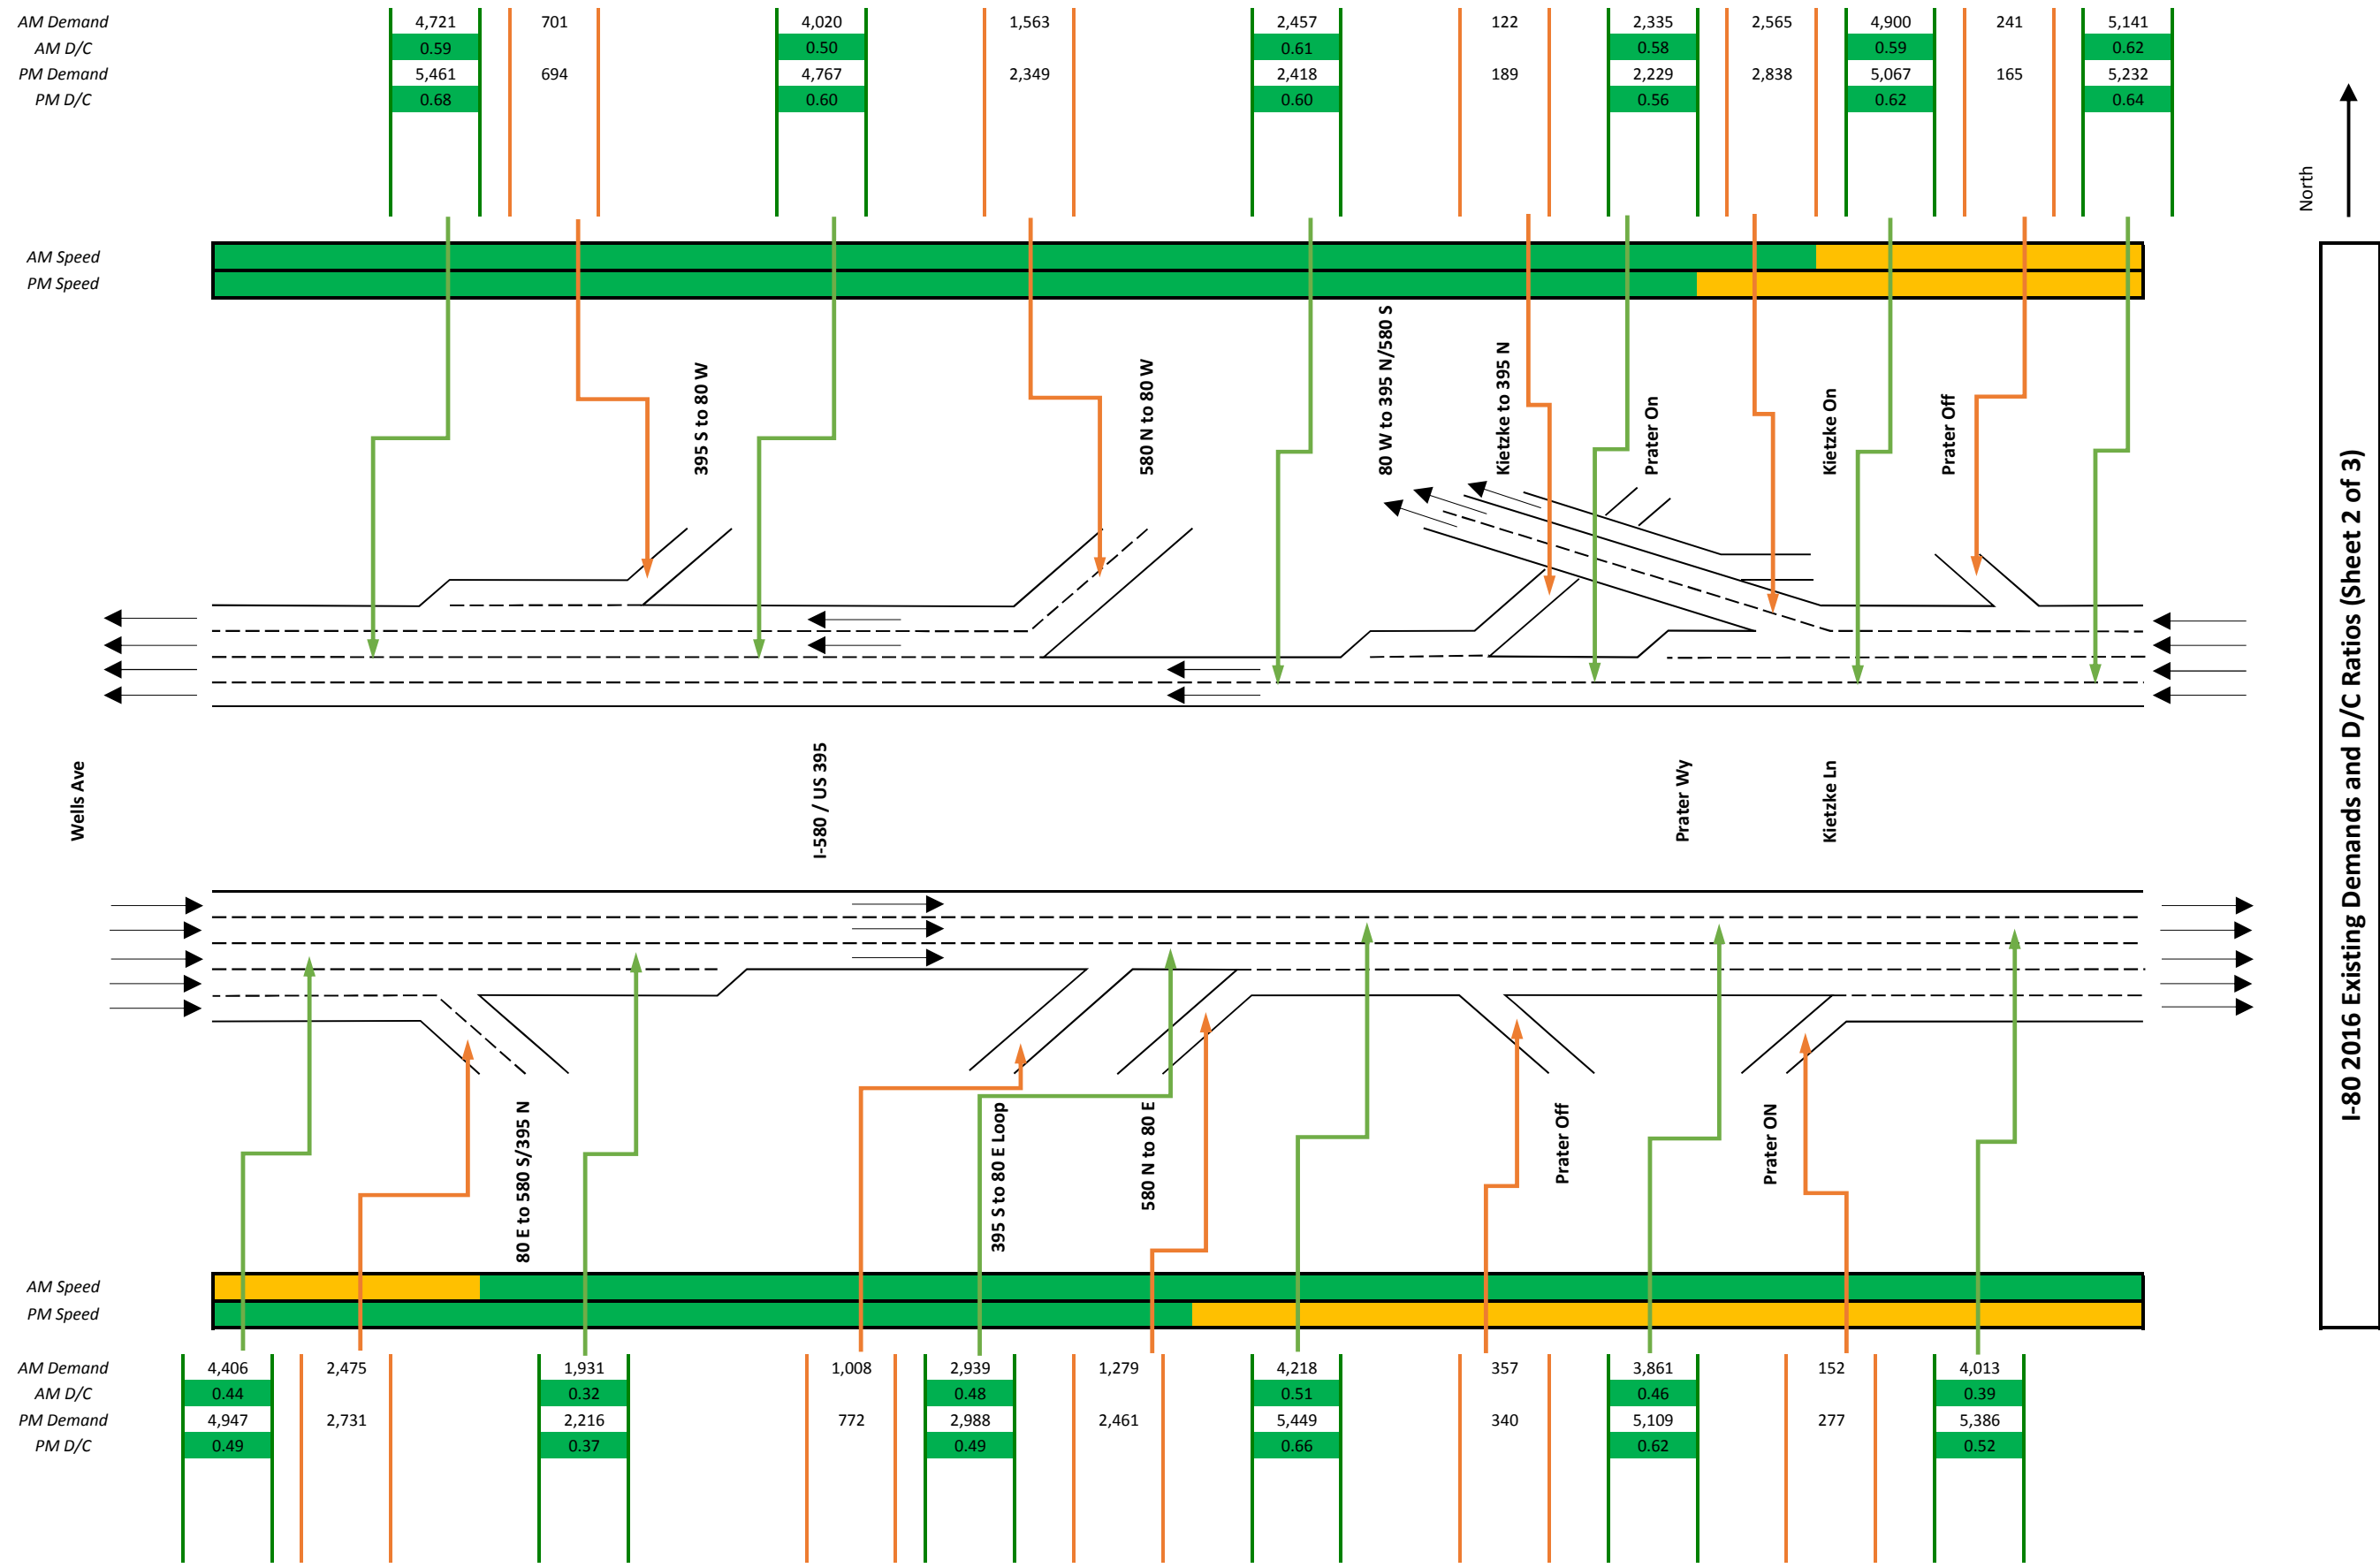 AM Demand 4,721 701 4,020 1,563 2,457 122 2,335 2,565 4,900 241 5,141
AM D/C 0.59 0.50 0.61 0.58 0.59 0.62
PM Demand 5,461 694 4,767 2,349 2,418 189 2,229 2,838 5,067 165 5,232
PM D/C 0.68 0.60 0.60 0.56 0.62 0.64
North
AM Speed
PM Speed
395 S to 80 W
580 N to 80 W
80 W to 395 N/580 S
Kietzke to 395 N
Prater On
Kietzke On
Prater Off
Wells Ave
I-580 / US 395
Prater Wy
Kietzke Ln
I-80 2016 Existing Demands and D/C Ratios (Sheet 2 of 3)
80 E to 580 S/395 N
395 S to 80 E Loop
580 N to 80 E
Prater Off
Prater ON
AM Speed
PM Speed
AM Demand 4,406 2,475 1,931 1,008 2,939 1,279 4,218 357 3,861 152 4,013
AM D/C 0.44 0.32 0.48 0.51 0.46 0.39
PM Demand 4,947 2,731 2,216 772 2,988 2,461 5,449 340 5,109 277 5,386
PM D/C 0.49 0.37 0.49 0.66 0.62 0.52